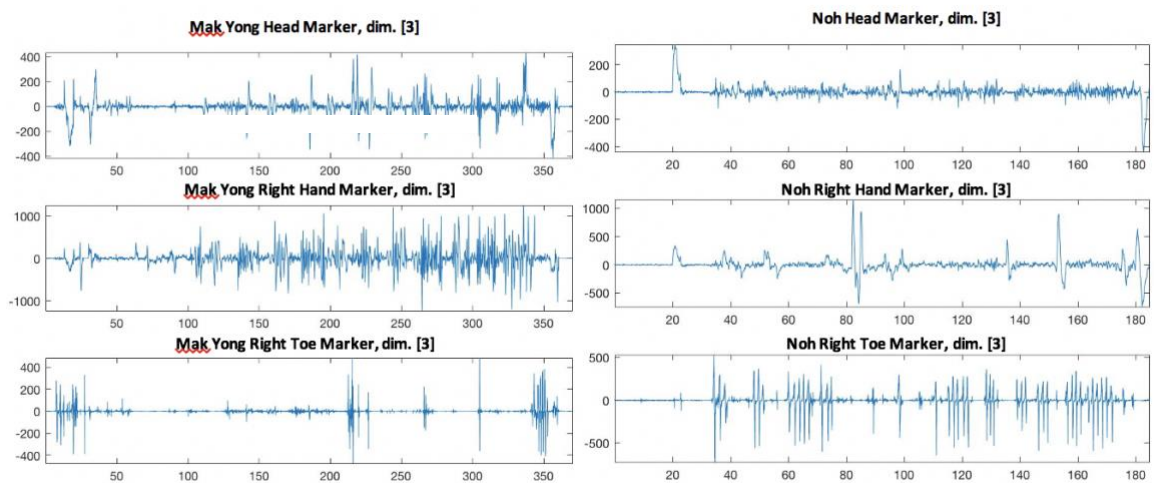 Mak Yong Head Marker, dim. [3]
400
200
0
-200
-400
50 100 150 200 250 300 350
Mak Yong Right Hand Marker, dim. [3]
1000
0
-1000
50 100 150 200 250 300 350
Mak Yong Right Toe Marker, dim. [3]
400
200
0
-200
-400
50 100 150 200 250 300 350
Noh Head Marker, dim. [3]
200
0
-200
-400
20 40 60 80 100 120 140 160 180
Noh Right Hand Marker, dim. [3]
1000
500
0
-500
20 40 60 80 100 120 140 160 180
Noh Right Toe Marker, dim. [3]
500
0
-500
20 40 60 80 100 120 140 160 180